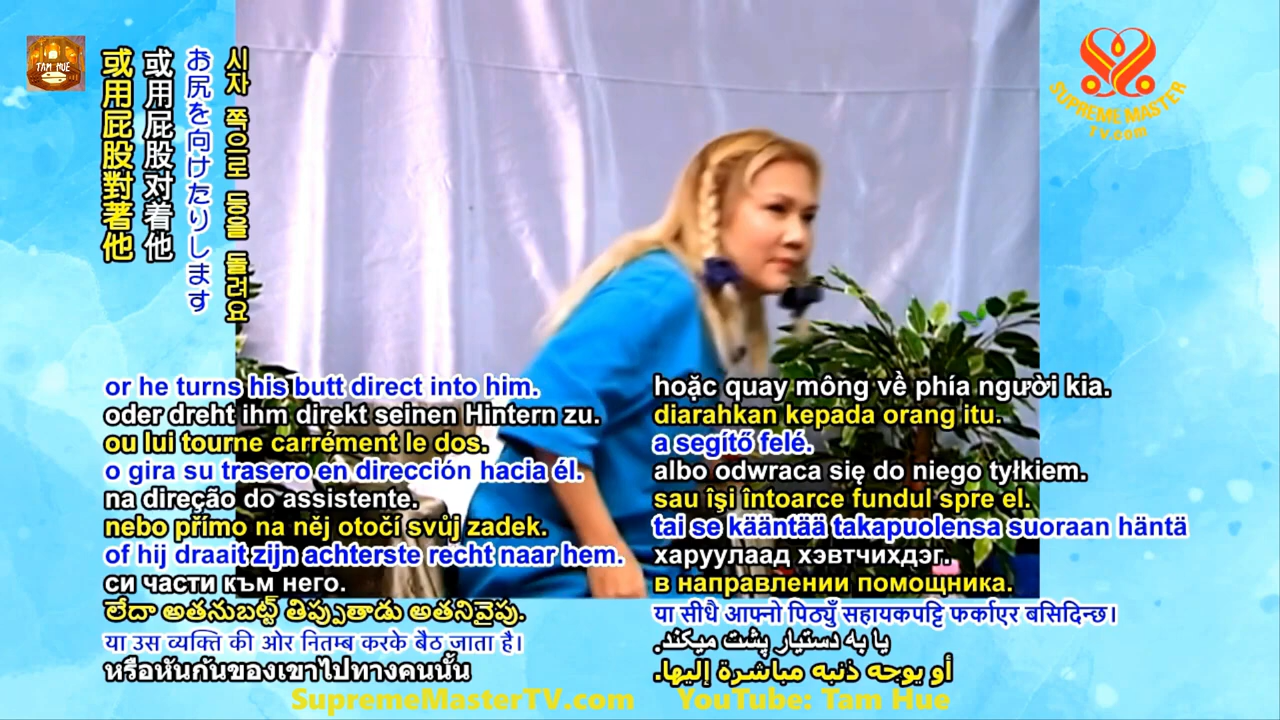 TAM HUE
SUPREME MASTER
TV.com
或用屁股對著他
或用屁股对着他
お尻を向けたりします
시자 쪽으로 등을 돌려요
or he turns his butt direct into him.
oder dreht ihm direkt seinen Hintern zu.
ou lui tourne carrément le dos.
o gira su trasero en dirección hacia él.
na direção do assistente.
nebo přímo na něj otočí svůj zadek.
of hij draait zijn achterste recht naar hem.
си части към него.
లేదా అతనుబట్ట్ తిప్పుతాడు అతనివైపు.
या उस व्यक्ति की ओर नितम्ब करके बैठ जाता है।
หรือหันก้นของเขาไปทางคนนั้น
hoặc quay mông về phía người kia.
diarahkan kepada orang itu.
a segítő felé.
albo odwraca się do niego tyłkiem.
sau îşi întoarce fundul spre el.
tai se kääntää takapuolensa suoraan häntä
харуулаад хэвтчихдэг.
в направлении помощника.
या सीधै आफ्नो पिठ्युँ सहायकपट्टि फर्काएर बसिदिन्छ।
یا به دستیار پشت میکند.
أو يوجه ذنبه مباشرة إليها.
SupremeMasterTV.com
YouTube: Tam Hue